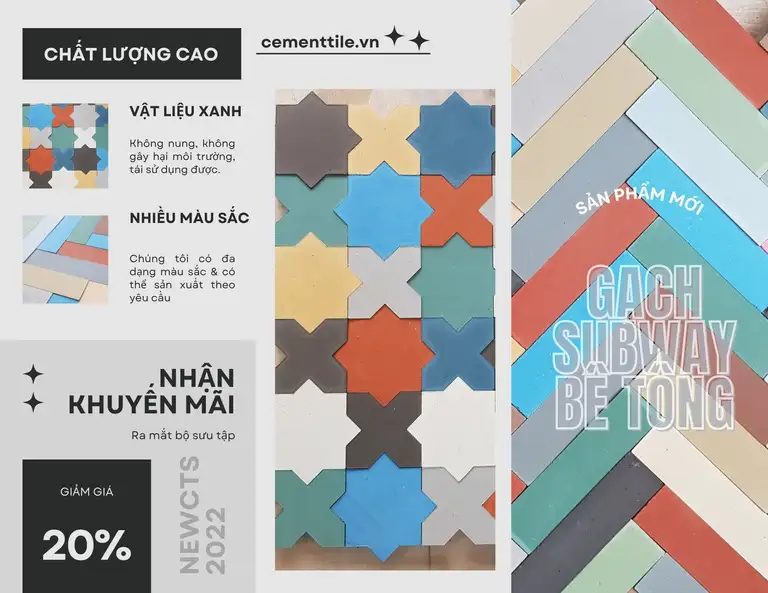 CHẤT LƯỢNG CAO
cementtile.vn
VẬT LIỆU XANH
Không nung, không
gây hại môi trường,
tái sử dụng được.
NHIỀU MÀU SẮC
Chúng tôi có đa
dạng màu sắc & có
thể sản xuất theo
yêu cầu
NHẬN
KHUYẾN MÃI
Ra mắt bộ sưu tập
GIẢM GIÁ
20%
NEWCTS
2022
SẢN PHẨM MỚI
GẠCH
SUBWAY
BÊ TÔNG